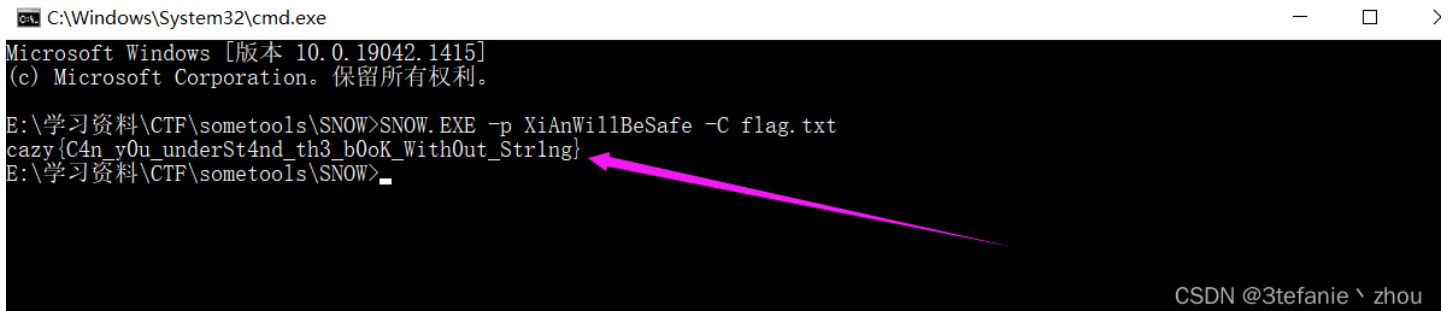 C:\Windows\System32\cmd.exe
Microsoft Windows [版本 10.0.19042.1415]
(c) Microsoft Corporation。保留所有权利。
E:\学习资料\CTF\sometools\SNOW>SNOW.EXE -p XiAnWillBeSafe -C flag.txt
cazy{C4n_y0u_underSt4nd_th3_b0oK_With0ut_Str1ng}
E:\学习资料\CTF\sometools\SNOW>
CSDN @3tefanie丶zhou